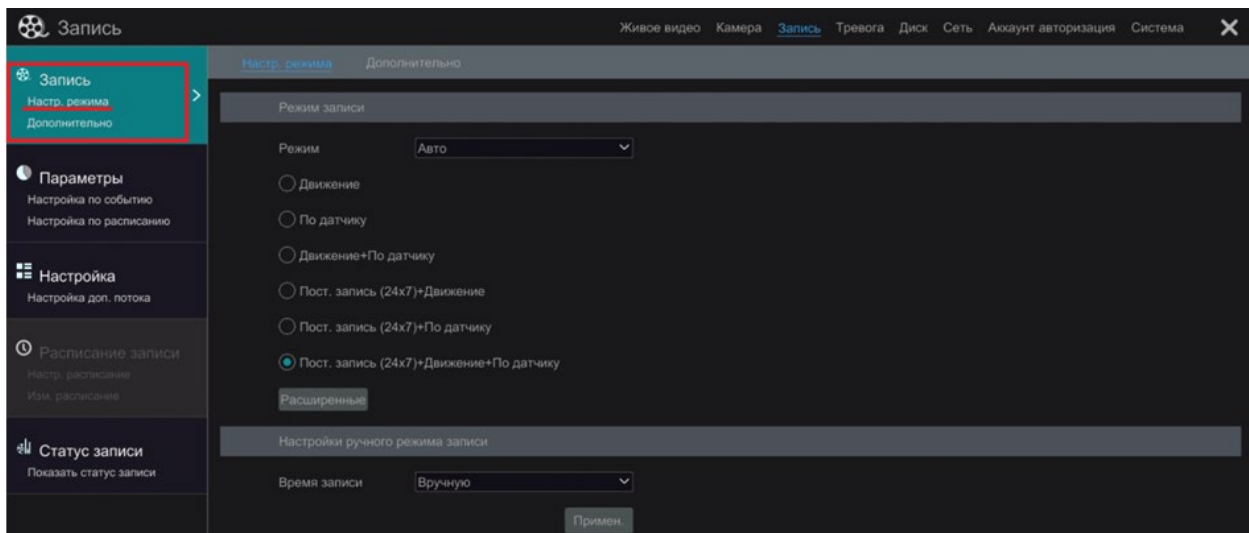 Запись
Живое видео Камера Запись Тревога Диск Сеть Аккаунт авторизация Система
Запись
Настр. режима
Дополнительно
Параметры
Настройка по событию
Настройка по расписанию
Настройка
Настройка доп. потока
Расписание записи
Настр. расписание
Изм. расписание
Статус записи
Показать статус записи
Настр. режима Дополнительно
Режим записи
Режим Авто
Движение
По датчику
Движение+По датчику
Пост. запись (24x7)+Движение
Пост. запись (24x7)+По датчику
Пост. запись (24x7)+Движение+По датчику
Расширенные
Настройки ручного режима записи
Время записи Вручную
Примен.